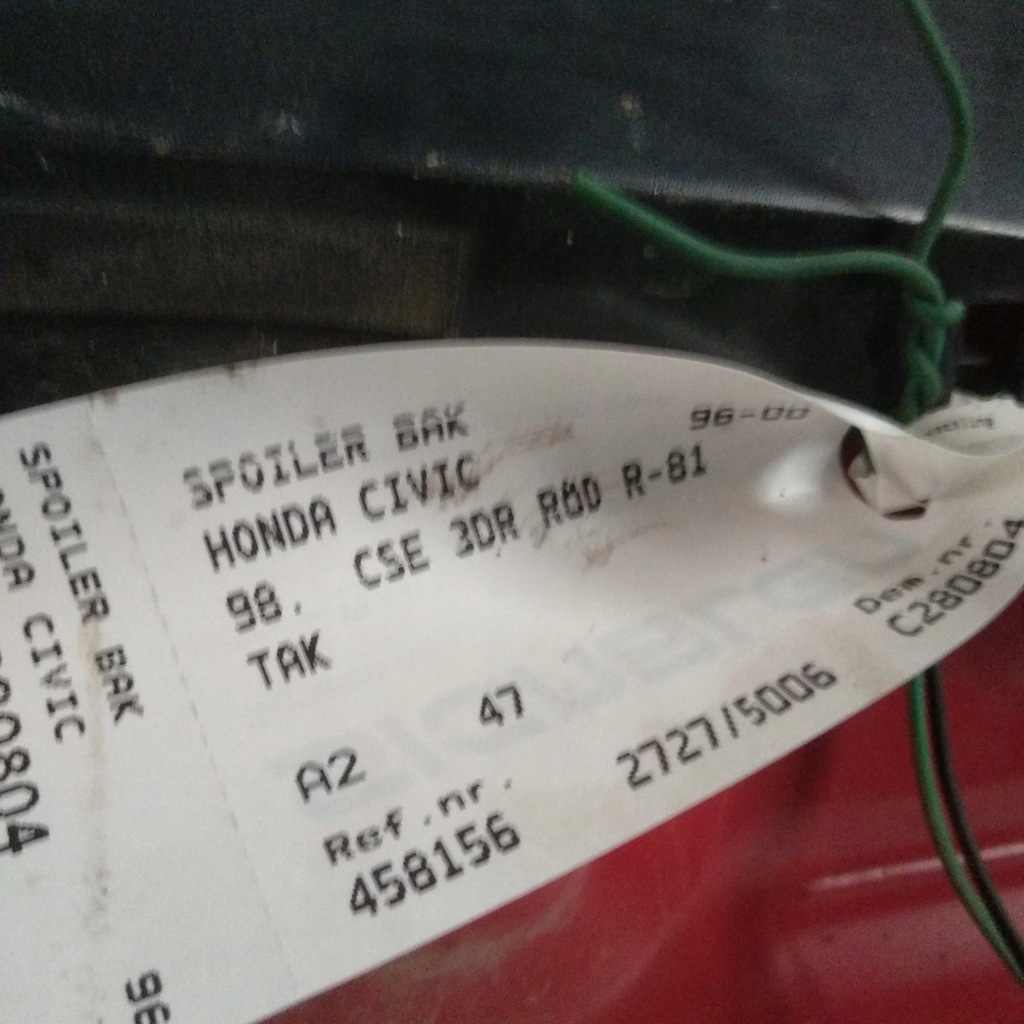 SPOILER BAK 96-00
HONDA CIVIC
98. CSE 3DR RØD R-81
TAK
A2 47
Ref.nr. 2727/5006
458156
Dem.nr.
C280804
SPOILER BAK
CIVIC
96